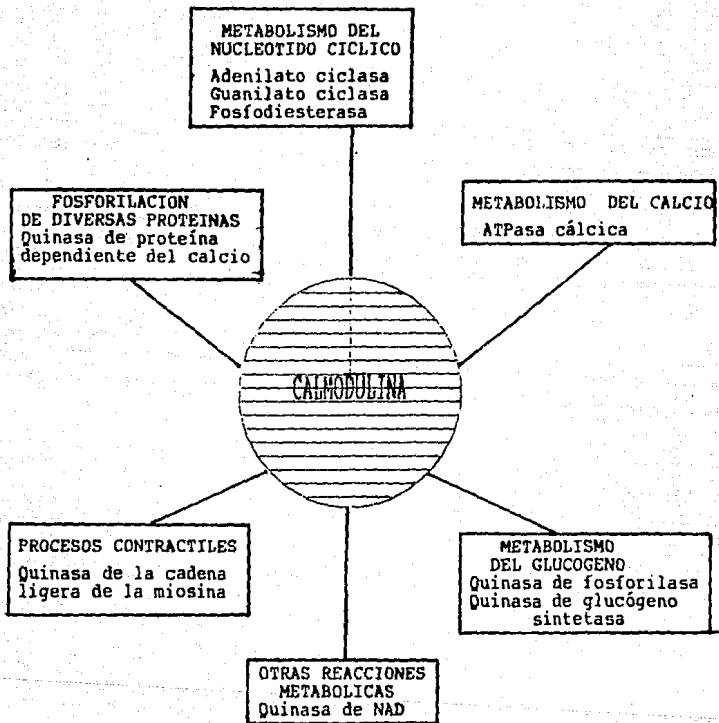 METABOLISMO DEL
NUCLEOTIDO CICLICO
Adenilato ciclasa
Guanilato ciclasa
Fosfodiesterasa
FOSFORILACION
DE DIVERSAS PROTEINAS
Quinasa de proteína
dependiente del calcio
METABOLISMO DEL CALCIO
ATPasa cálcica
CALMODULINA
PROCESOS CONTRACTILES
Quinasa de la cadena
ligera de la miosina
METABOLISMO
DEL GLUCOGENO
Quinasa de fosforilasa
Quinasa de glucógeno
sintetasa
OTRAS REACCIONES
METABOLICAS
Quinasa de NAD